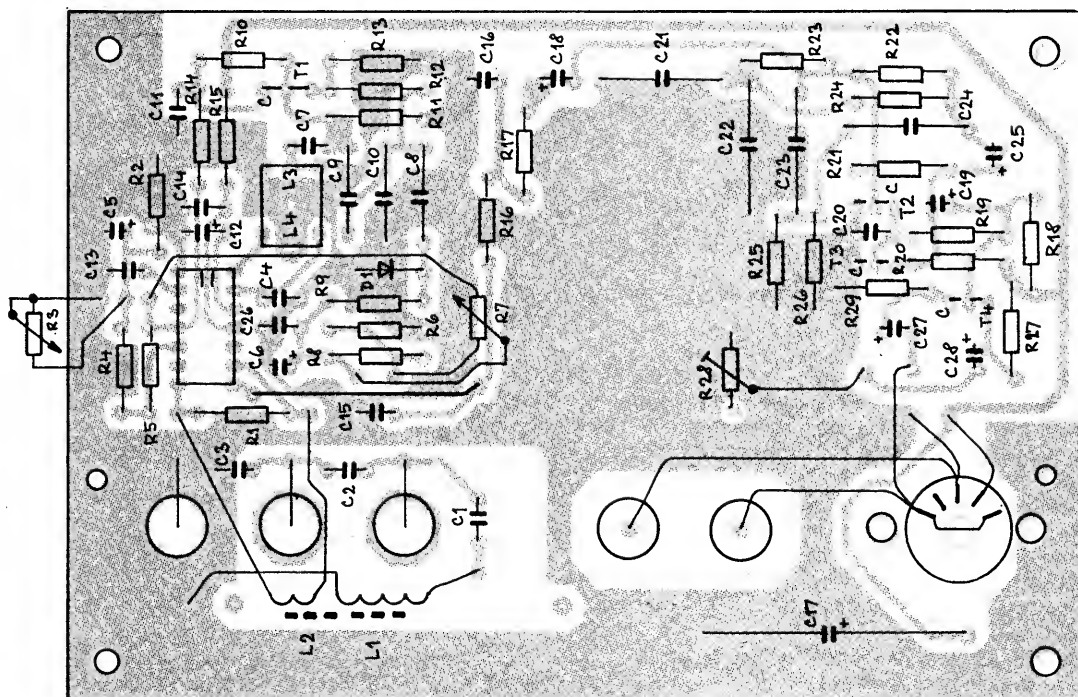 R10
R13
C16
C18
C21
R23
R22
T1
C
R12
R11
R14
R15
C11
C7
R24
C24
R17
C22
C23
R21
C25
R2
C14
L3
L4
C9
C10
C8
C
C19
C5
C12
R16
C20
T2
R19
R18
C13
R25
R26
T3
C
R20
C4
R9
D1
R3
C26
R6
R7
R29
C
T4
C6
R8
C27
C28
R27
R4
R28
R5
R1
C15
C3
C2
C1
L2
L1
C17
+
+
+
+
+
+
+
+
+